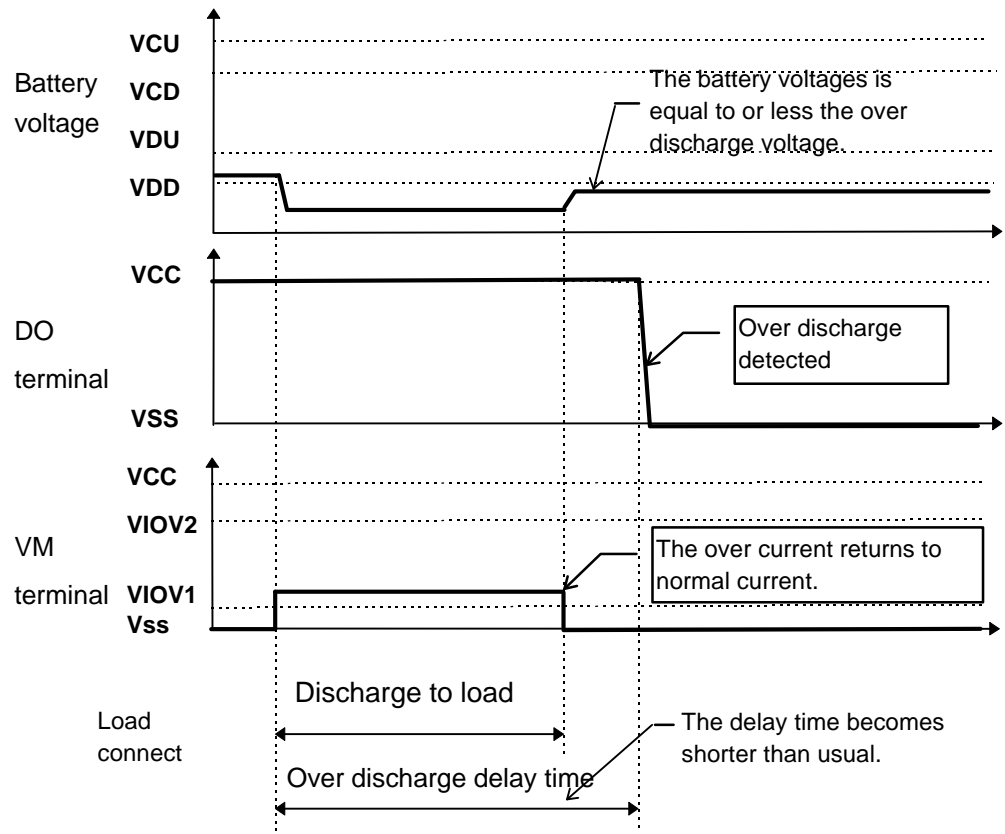 VCU
Battery
voltage
VCD
VDU
VDD
The battery voltages is
equal to or less the over
discharge voltage.
VCC
DO
terminal
VSS
Over discharge
detected
VCC
VIOV2
VM
terminal
VIOV1
Vss
The over current returns to
normal current.
Discharge to load
Load
connect
The delay time becomes
shorter than usual.
Over discharge delay time